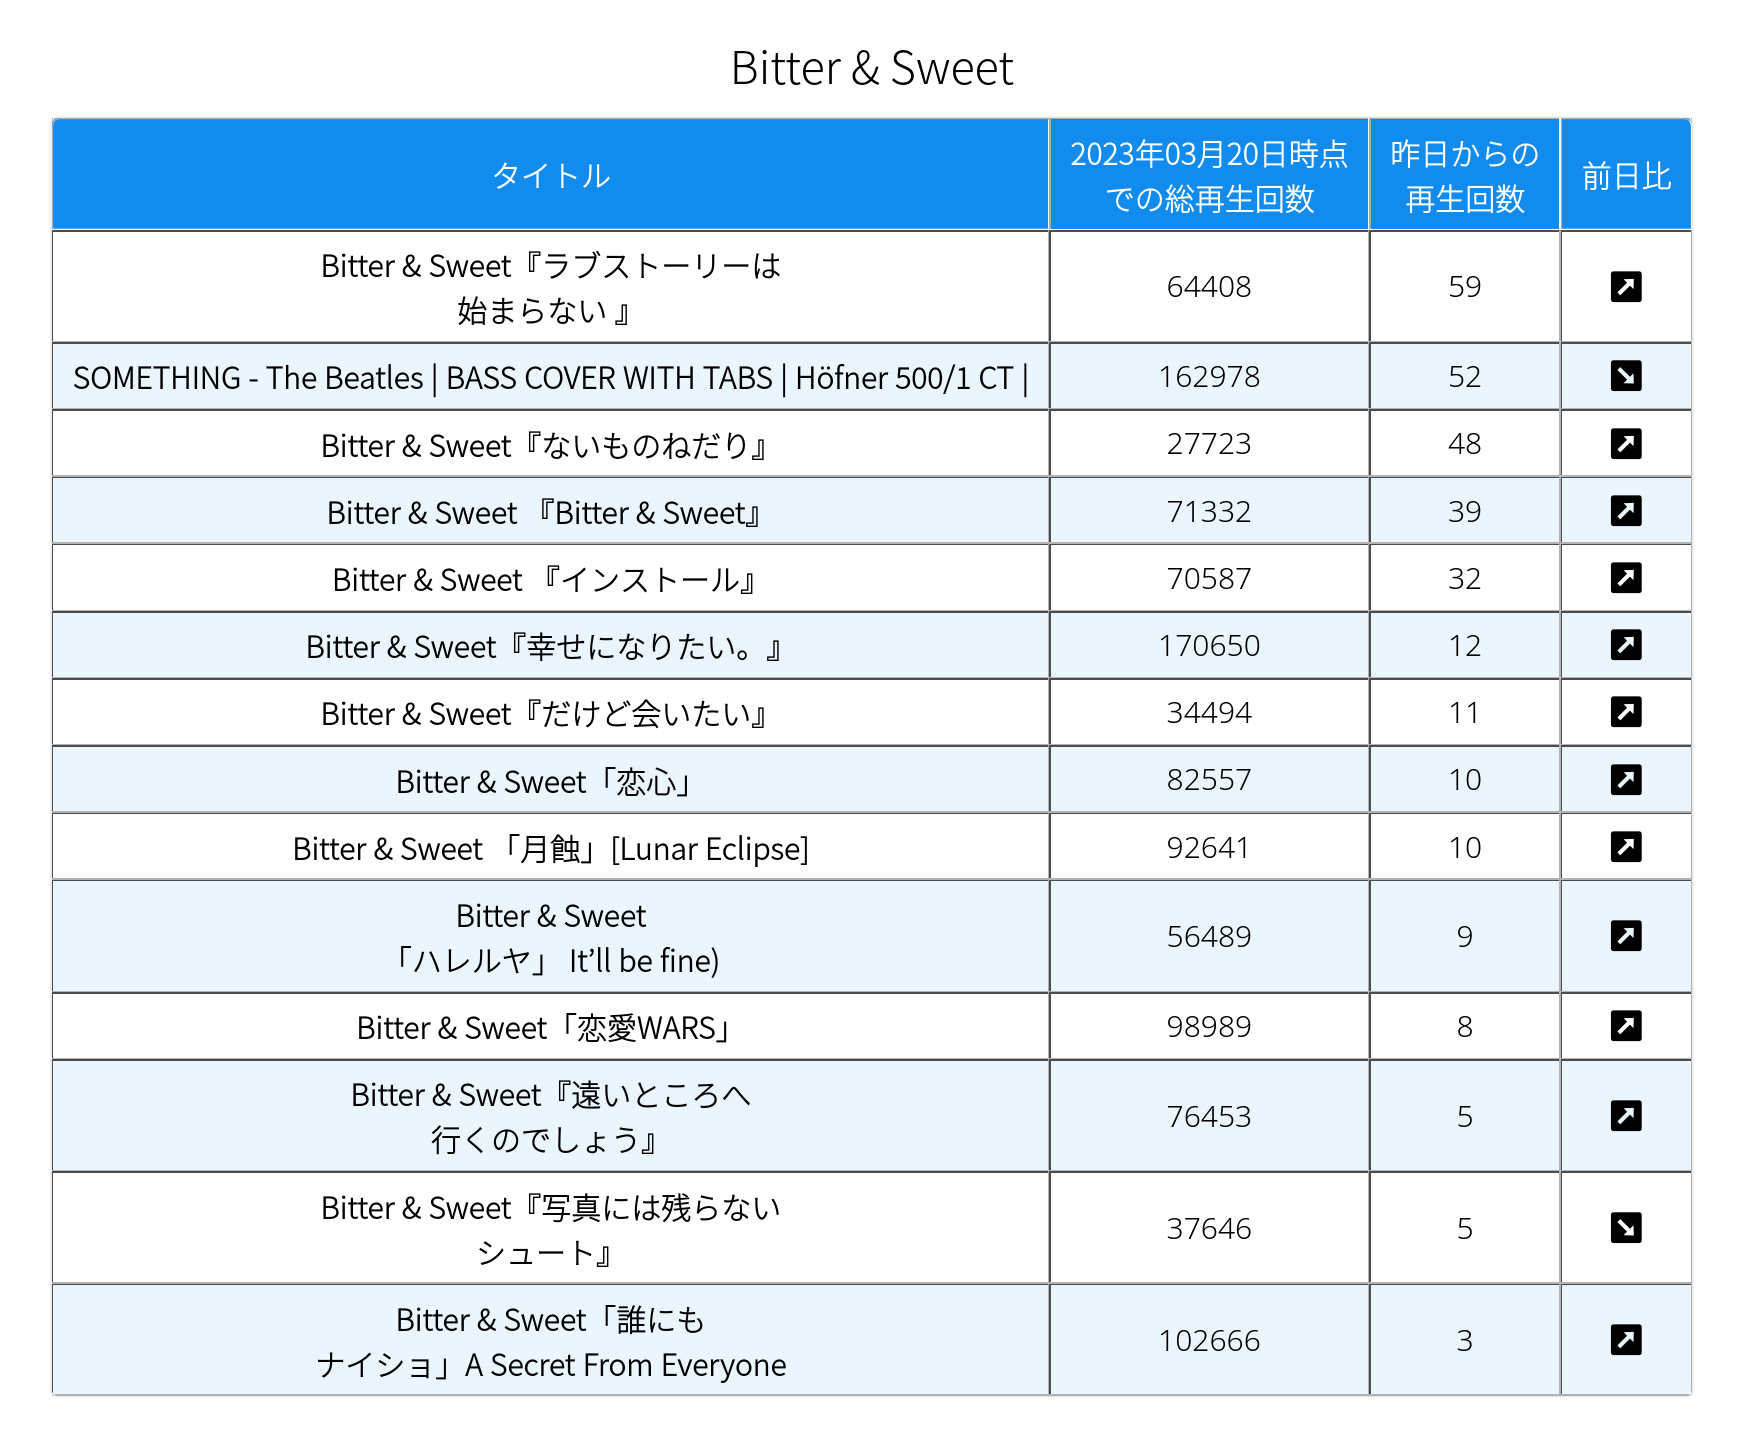 Bitter & Sweet
タイトル
2023年03月20日時点
での総再生回数
昨日からの
再生回数
前日比
Bitter & Sweet『ラブストーリーは
始まらない 』
64408
59
SOMETHING - The Beatles | BASS COVER WITH TABS | Höfner 500/1 CT |
162978
52
Bitter & Sweet『ないものねだり』
27723
48
Bitter & Sweet 『Bitter & Sweet』
71332
39
Bitter & Sweet 『インストール』
70587
32
Bitter & Sweet『幸せになりたい。』
170650
12
Bitter & Sweet『だけど会いたい』
34494
11
Bitter & Sweet「恋心」
82557
10
Bitter & Sweet 「月蝕」[Lunar Eclipse]
92641
10
Bitter & Sweet
「ハレルヤ」 It’ll be fine)
56489
9
Bitter & Sweet「恋愛WARS」
98989
8
Bitter & Sweet『遠いところへ
行くのでしょう』
76453
5
Bitter & Sweet『写真には残らない
シュート』
37646
5
Bitter & Sweet「誰にも
ナイショ」A Secret From Everyone
102666
3